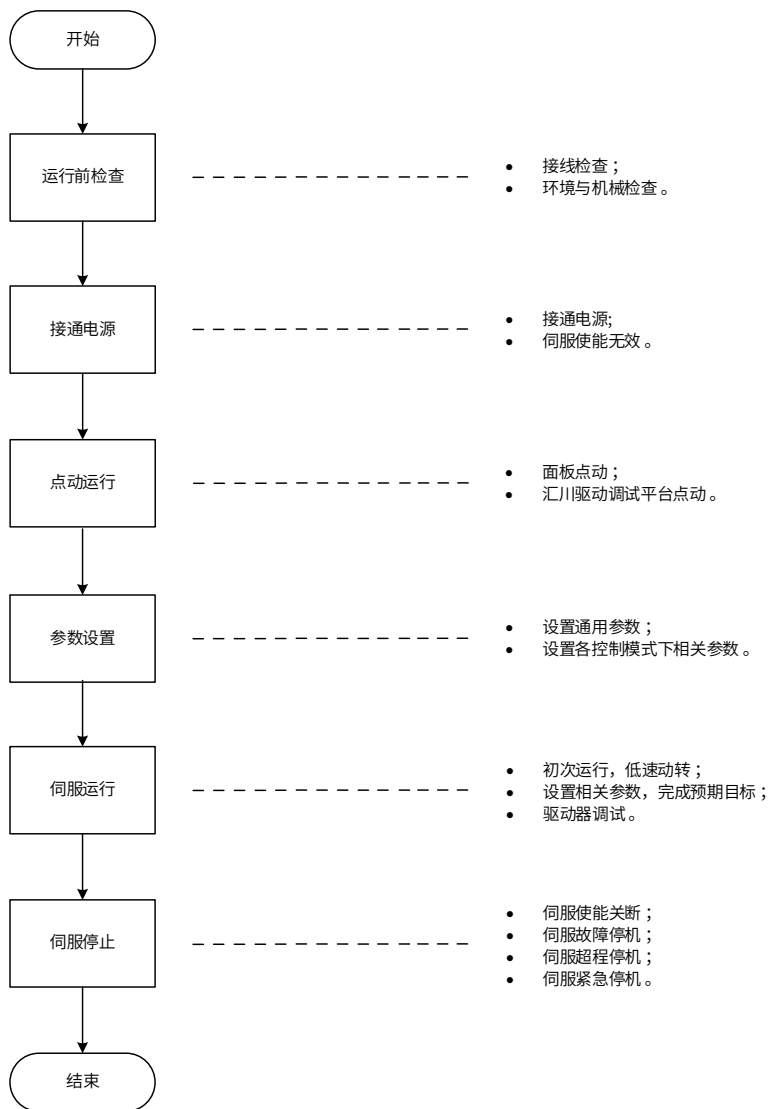 开始
运行前检查
• 接线检查；
• 环境与机械检查。
接通电源
• 接通电源;
• 伺服使能无效。
点动运行
• 面板点动；
• 汇川驱动调试平台点动。
参数设置
• 设置通用参数；
• 设置各控制模式下相关参数。
伺服运行
• 初次运行，低速动转；
• 设置相关参数，完成预期目标；
• 驱动器调试。
伺服停止
• 伺服使能关断；
• 伺服故障停机；
• 伺服超程停机；
• 伺服紧急停机。
结束